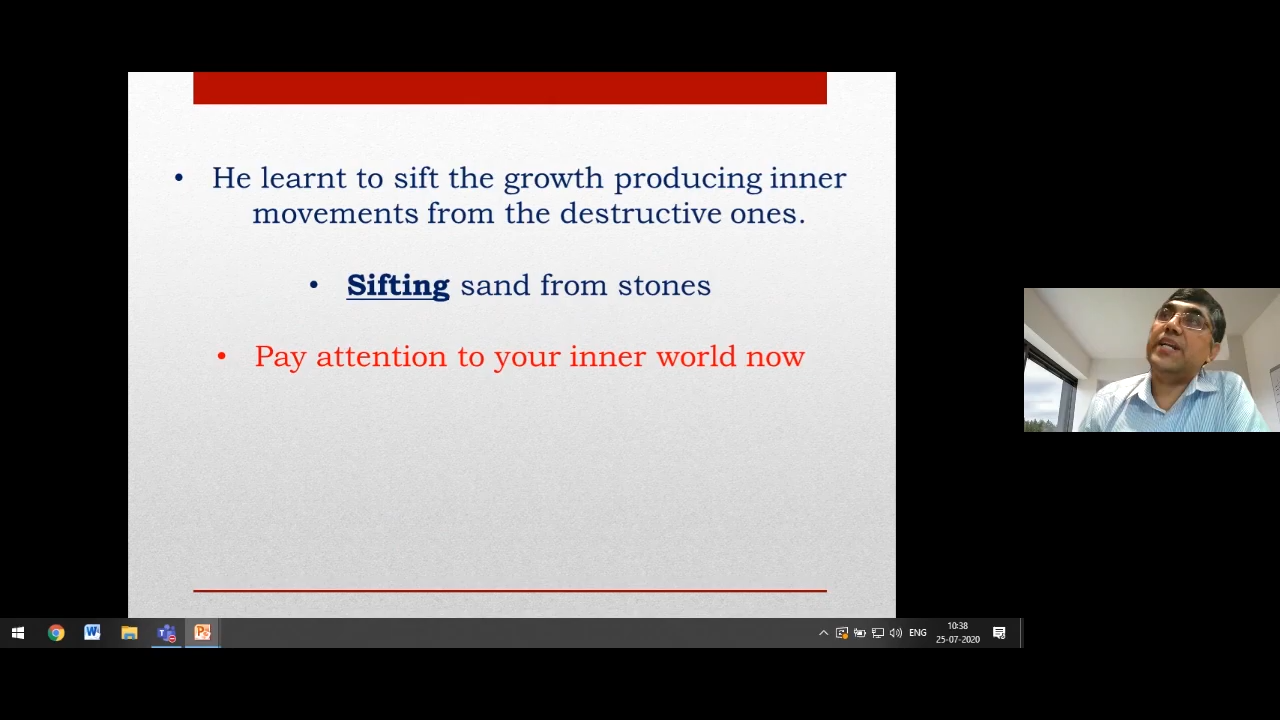 • He learnt to sift the growth producing inner
movements from the destructive ones.
• Sifting sand from stones
• Pay attention to your inner world now
ENG
10:38
25-07-2020